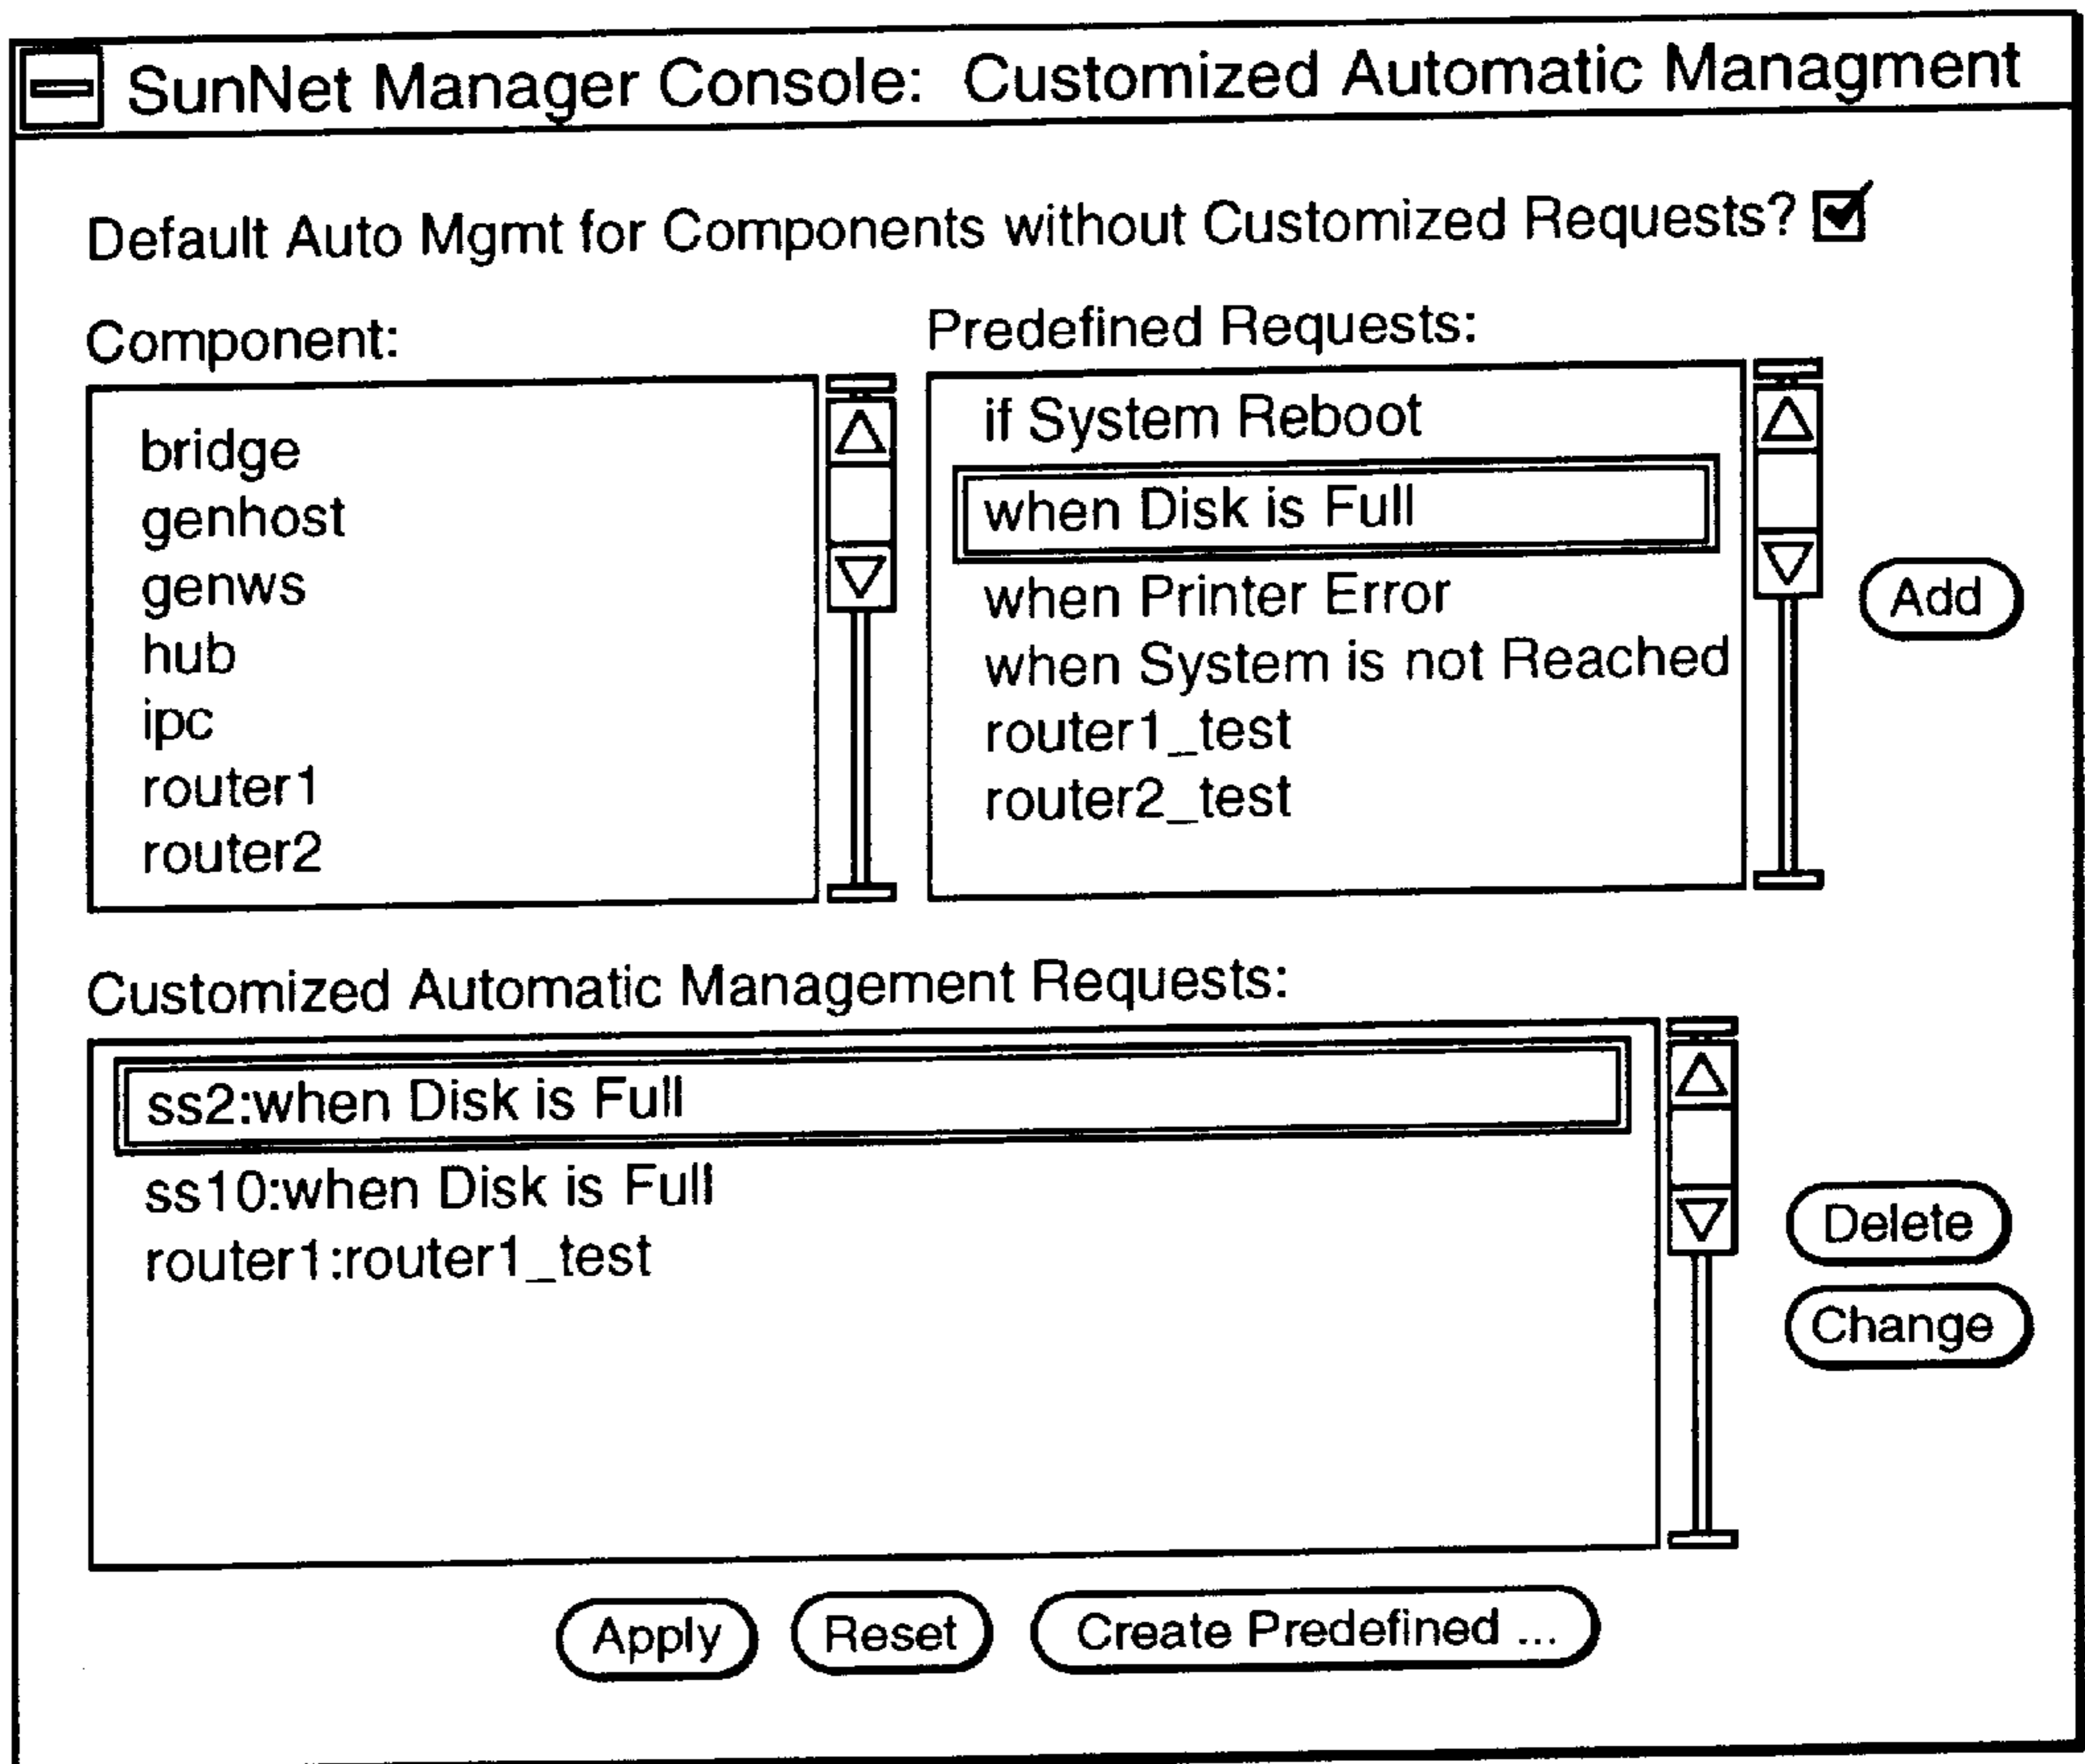 SunNet Manager Console: Customized Automatic Managment
Default Auto Mgmt for Components without Customized Requests?
Component:
bridge
genhost
genws
hub
ipc
router1
router2
Predefined Requests:
if System Reboot
when Disk is Full
when Printer Error
when System is not Reached
router1_test
router2_test
Add
Customized Automatic Management Requests:
ss2:when Disk is Full
ss10:when Disk is Full
router1:router1_test
Delete
Change
Apply
Reset
Create Predefined ...